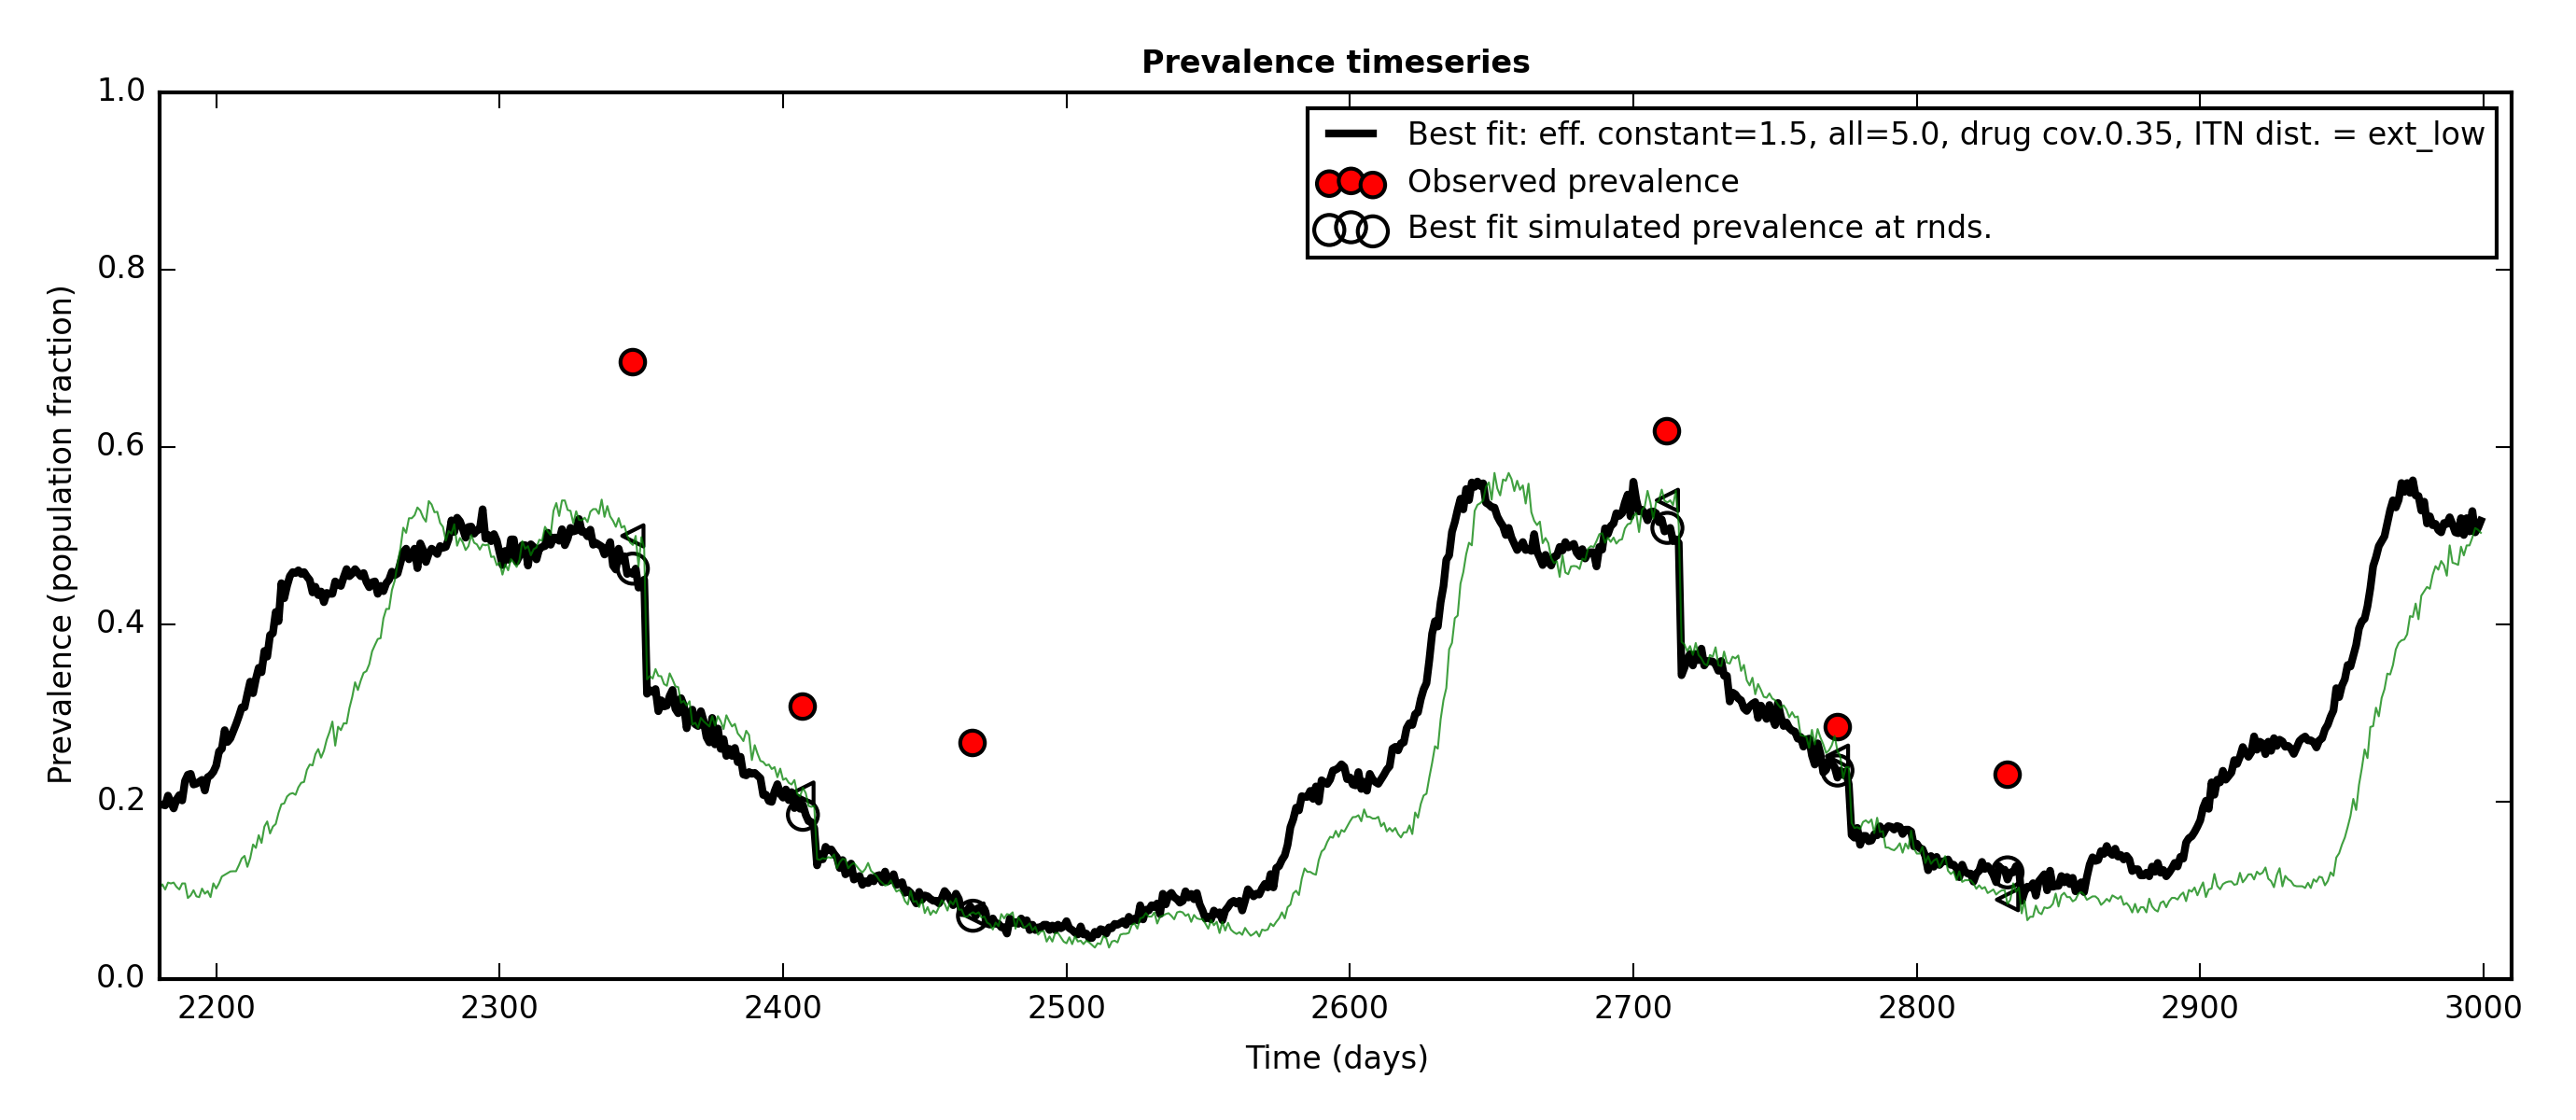 Prevalence timeseries
1.0
0.8
0.6
0.4
0.2
0.0
Prevalence (population fraction)
Best fit: eff. constant=1.5, all=5.0, drug cov.0.35, ITN dist. = ext_low
Observed prevalence
Best fit simulated prevalence at rnds.
2200 2300 2400 2500 2600 2700 2800 2900 3000
Time (days)